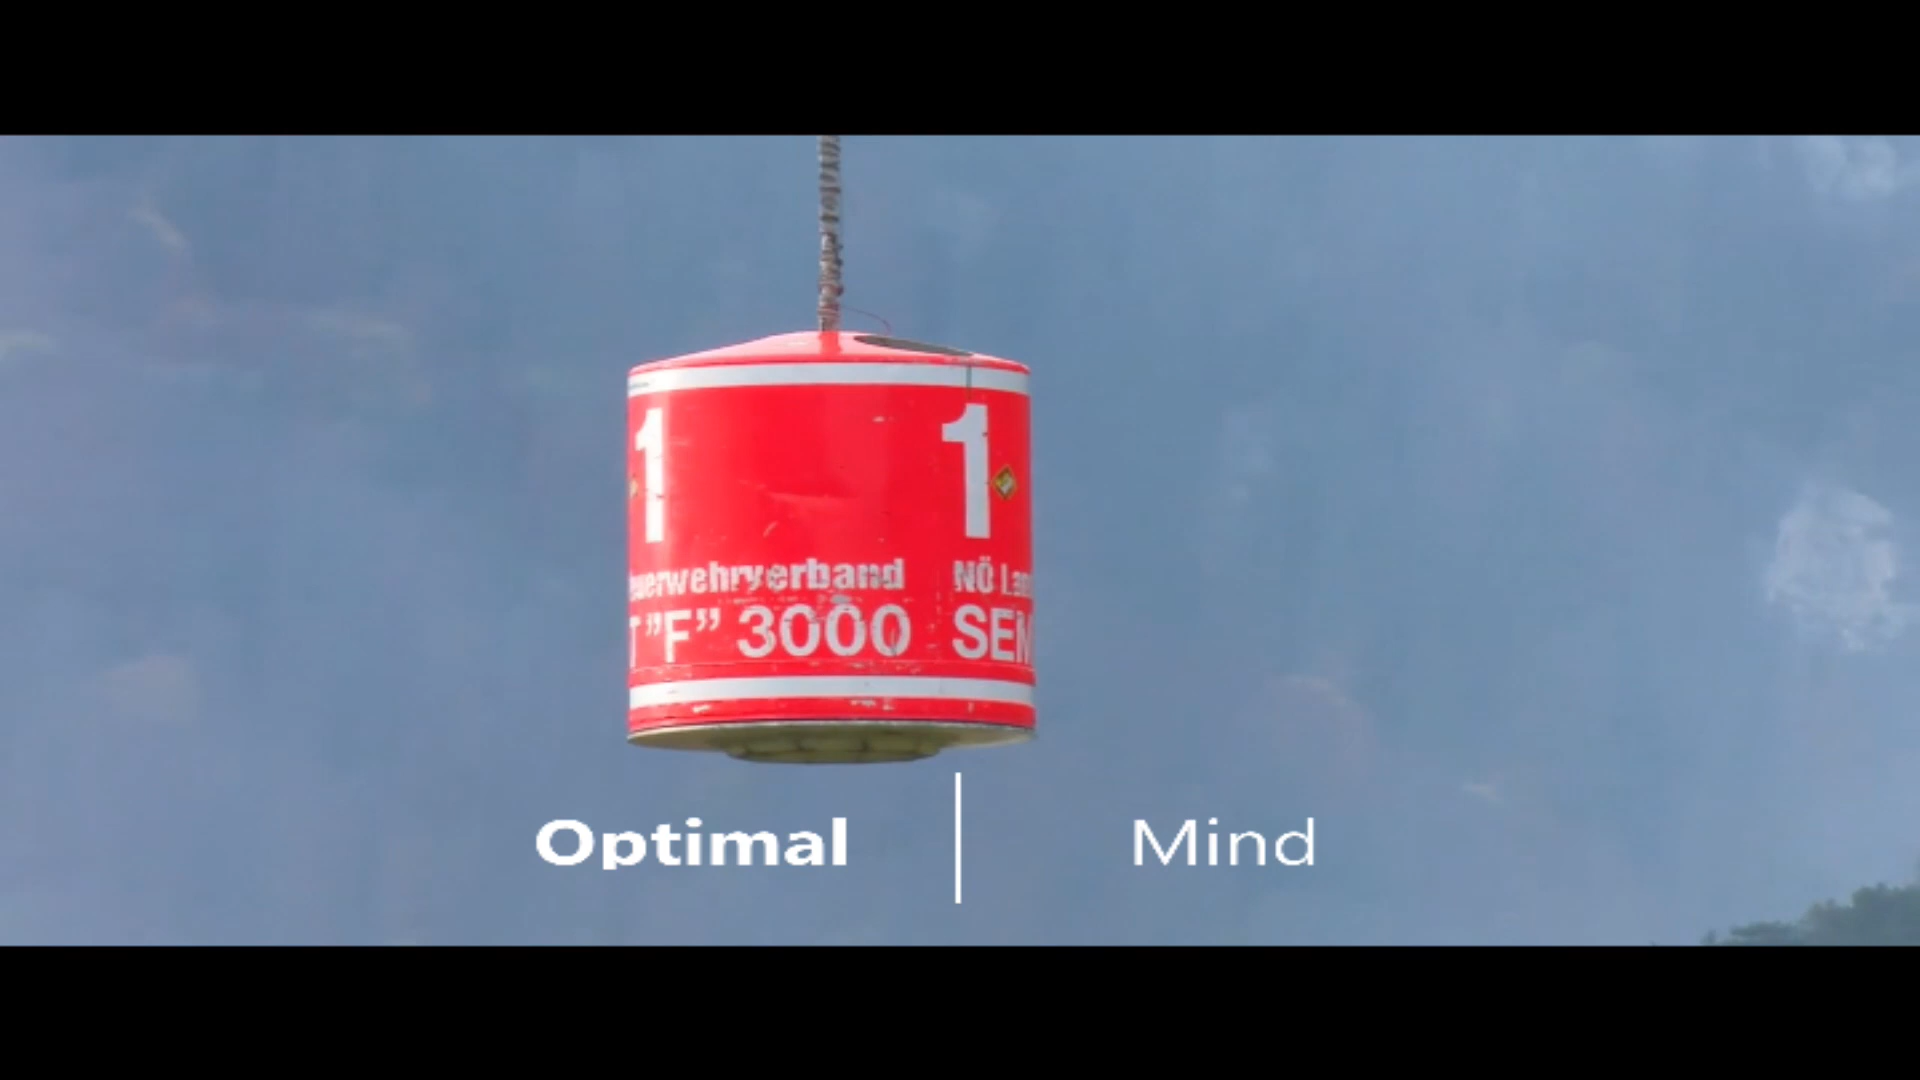 1 1
euerwehrverband NÖ La
T "F" 3000 SEM
Optimal | Mind